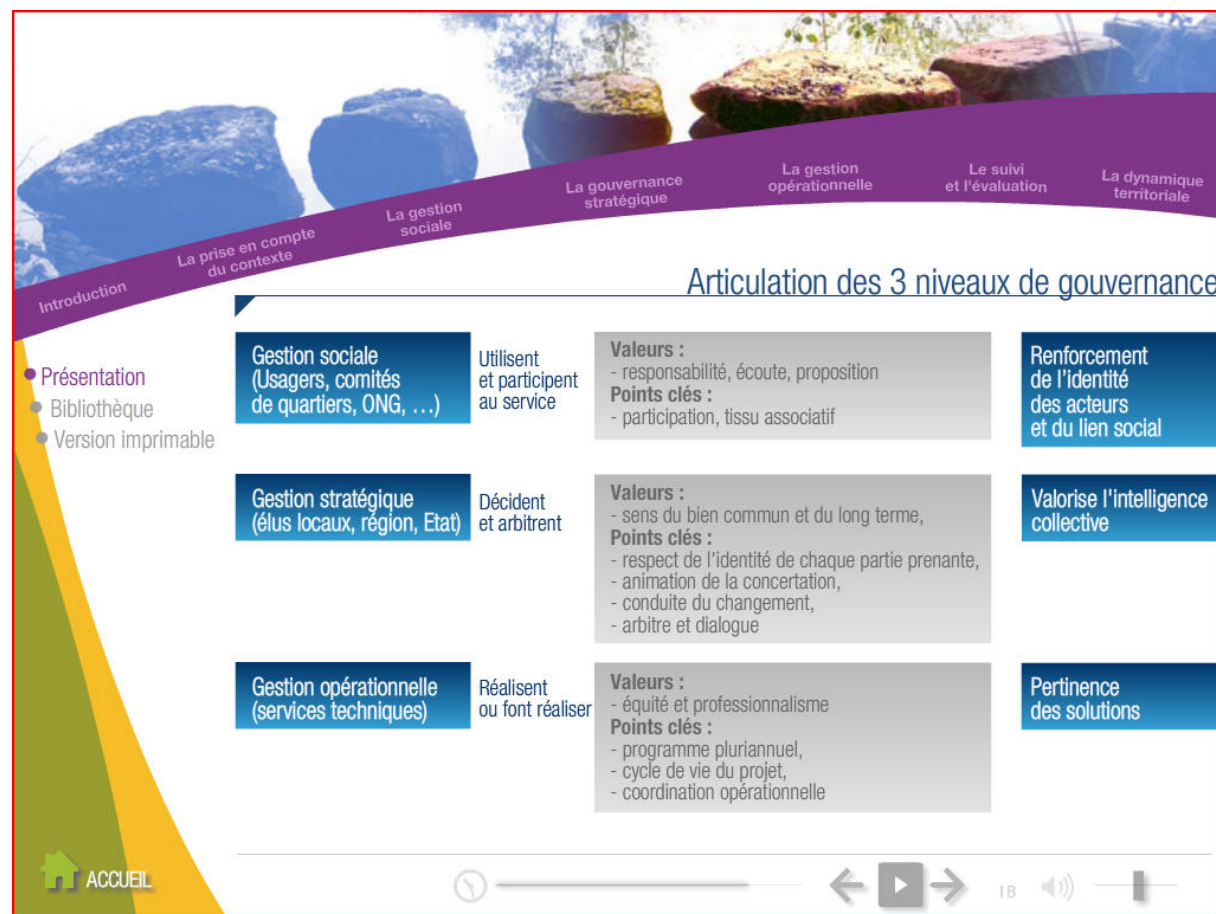 Introduction
La prise en compte
du contexte
La gestion
sociale
La gouvernance
stratégique
La gestion
opérationnelle
Le suivi
et l'évaluation
La dynamique
territoriale
Articulation des 3 niveaux de gouvernance
Présentation
Bibliothèque
Version imprimable
Gestion sociale
(Usagers, comités
de quartiers, ONG, …)
Utilisent
et participent
au service
Valeurs :
- responsabilité, écoute, proposition
Points clés :
- participation, tissu associatif
Renforcement
de l'identité
des acteurs
et du lien social
Gestion stratégique
(élus locaux, région, Etat)
Décident
et arbitrent
Valeurs :
- sens du bien commun et du long terme,
Points clés :
- respect de l'identité de chaque partie prenante,
- animation de la concertation,
- conduite du changement,
- arbitre et dialogue
Valorise l'intelligence
collective
Gestion opérationnelle
(services techniques)
Réalisent
ou font réaliser
Valeurs :
- équité et professionnalisme
Points clés :
- programme pluriannuel,
- cycle de vie du projet,
- coordination opérationnelle
Pertinence
des solutions
ACCUEIL
18